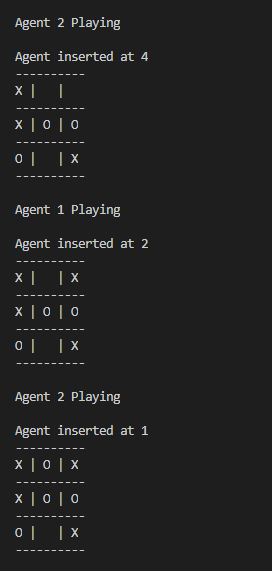 Agent 2 Playing
Agent inserted at 4
----------
X |   |
----------
X | O | O
----------
O |   | X
----------
Agent 1 Playing
Agent inserted at 2
----------
X |   | X
----------
X | O | O
----------
O |   | X
----------
Agent 2 Playing
Agent inserted at 1
----------
X | O | X
----------
X | O | O
----------
O |   | X
----------